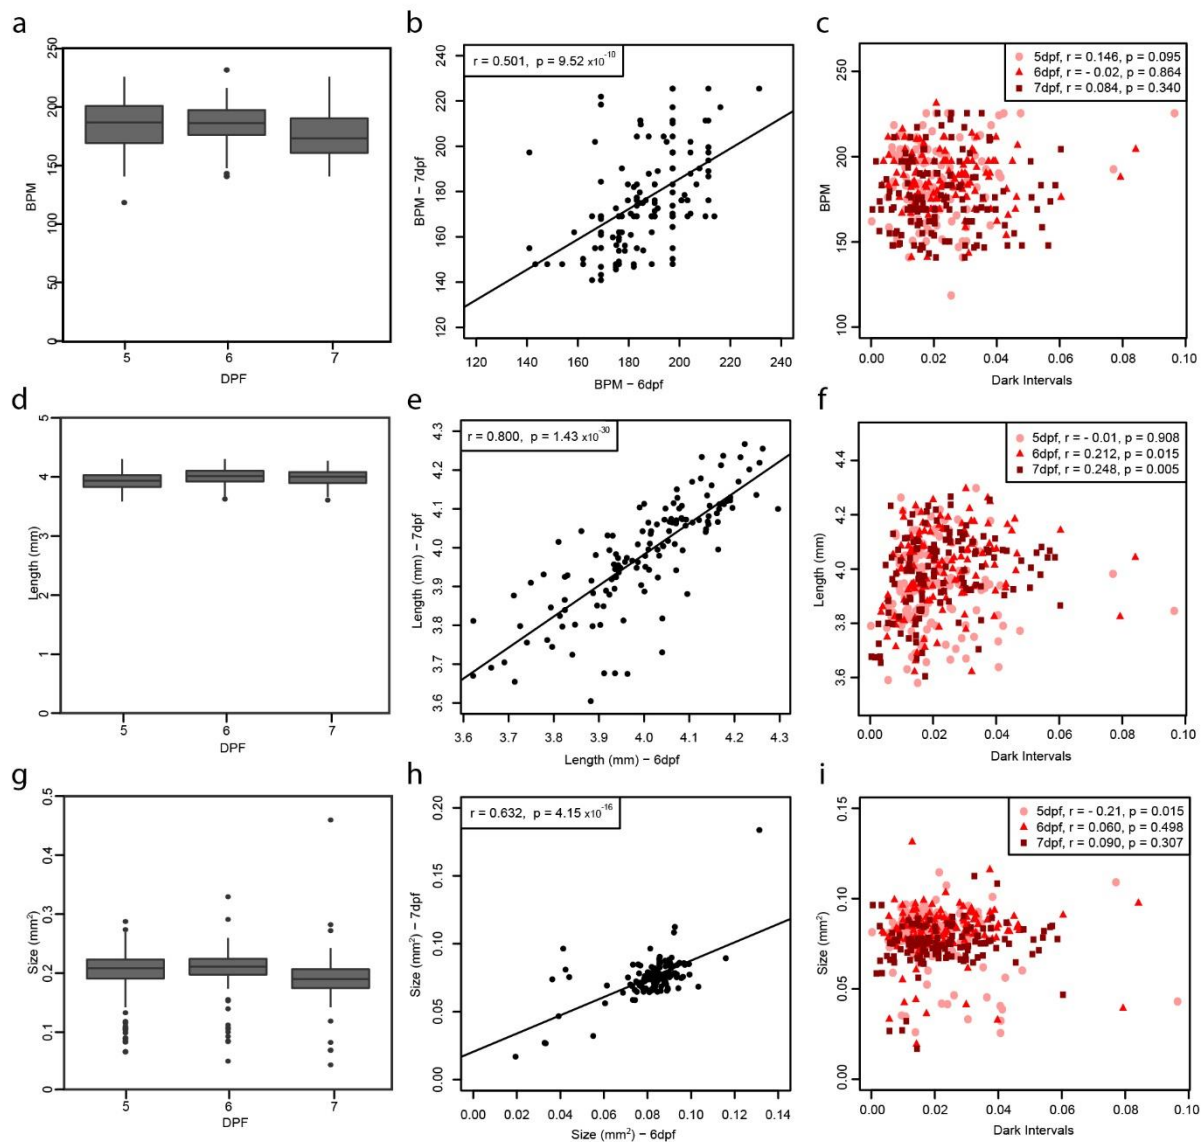 a
250
200
150
100
50
0
BPM
5
6
7
DPF
b
r = 0.501, p = 9.52 x10-10
240
220
200
180
160
140
120
BPM − 7dpf
120 140 160 180 200 220 240
BPM − 6dpf
c
5dpf, r = 0.146, p = 0.095
6dpf, r = - 0.02, p = 0.864
7dpf, r = 0.084, p = 0.340
250
200
150
100
BPM
0.00 0.02 0.04 0.06 0.08 0.10
Dark Intervals
d
5
4
3
2
1
0
Length (mm)
5
6
7
DPF
e
r = 0.800, p = 1.43 x10-30
4.3
4.2
4.1
4.0
3.9
3.8
3.7
3.6
Length (mm) − 7dpf
3.6 3.7 3.8 3.9 4.0 4.1 4.2 4.3
Length (mm) − 6dpf
f
5dpf, r = - 0.01, p = 0.908
6dpf, r = 0.212, p = 0.015
7dpf, r = 0.248, p = 0.005
4.4
4.2
4.0
3.8
3.6
Length (mm)
0.00 0.02 0.04 0.06 0.08 0.10
Dark Intervals
g
0.5
0.4
0.3
0.2
0.1
0
Size (mm²)
5
6
7
DPF
h
r = 0.632, p = 4.15 x10-16
0.20
0.15
0.10
0.05
0.00
Size (mm²) − 7dpf
0.00 0.02 0.04 0.06 0.08 0.10 0.12 0.14
Size (mm²) − 6dpf
i
5dpf, r = - 0.21, p = 0.015
6dpf, r = 0.060, p = 0.498
7dpf, r = 0.090, p = 0.307
0.15
0.10
0.05
0.00
Size (mm²)
0.00 0.02 0.04 0.06 0.08 0.10
Dark Intervals